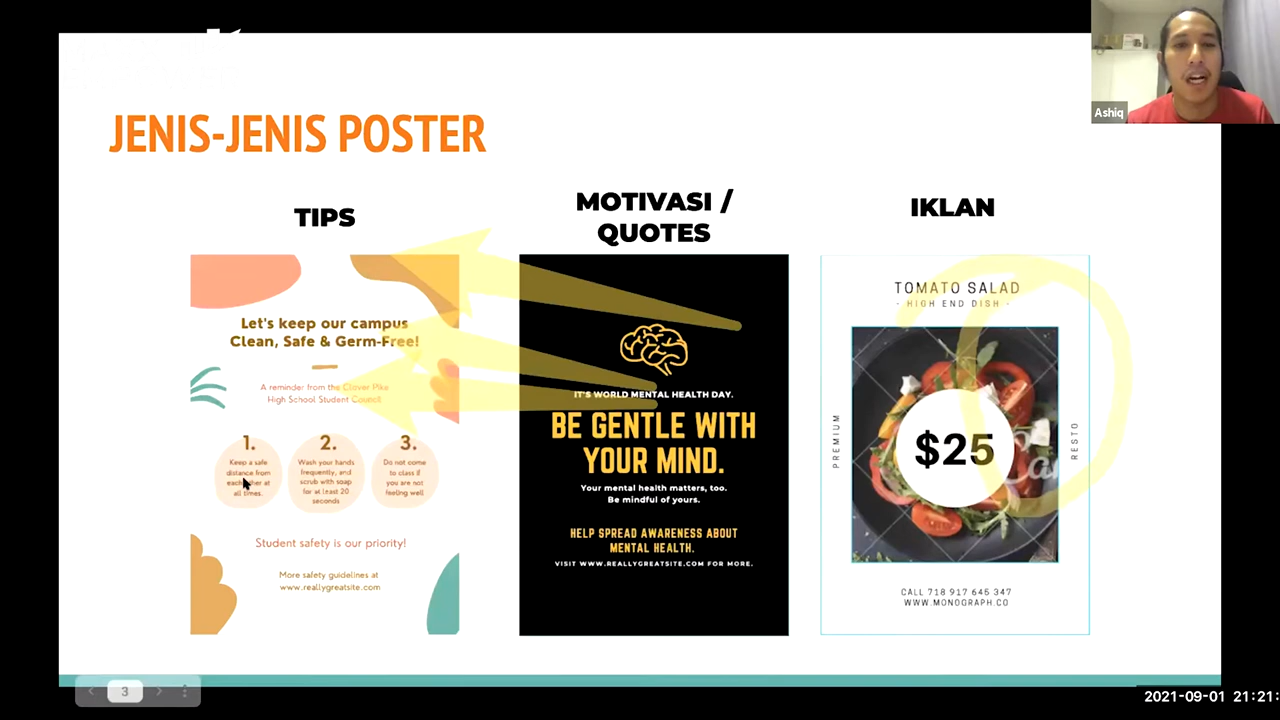 Ashiq
JENIS-JENIS POSTER
TIPS
Let's keep our campus
Clean, Safe & Germ-Free!
A reminder from the Clover Pike
High School Student Council
1.
Keep a safe
distance from
each other at
all times.
2.
Wash your hands
frequently, and
scrub with soap
for at least 20
seconds
3.
Do not come
to class if
you are not
feeling well
Student safety is our priority!
More safety guidelines at
www.reallygreatsite.com
MOTIVASI /
QUOTES
IT'S WORLD MENTAL HEALTH DAY.
BE GENTLE WITH
YOUR MIND.
Your mental health matters, too.
Be mindful of yours.
HELP SPREAD AWARENESS ABOUT
MENTAL HEALTH.
VISIT WWW.REALLYGREATSITE.COM FOR MORE.
IKLAN
TOMATO SALAD
- HIGH END DISH -
PREMIUM
$25
RESTO
CALL 718 917 645 347
WWW.MONOGRAPH.CO
3
2021-09-01 21:21: